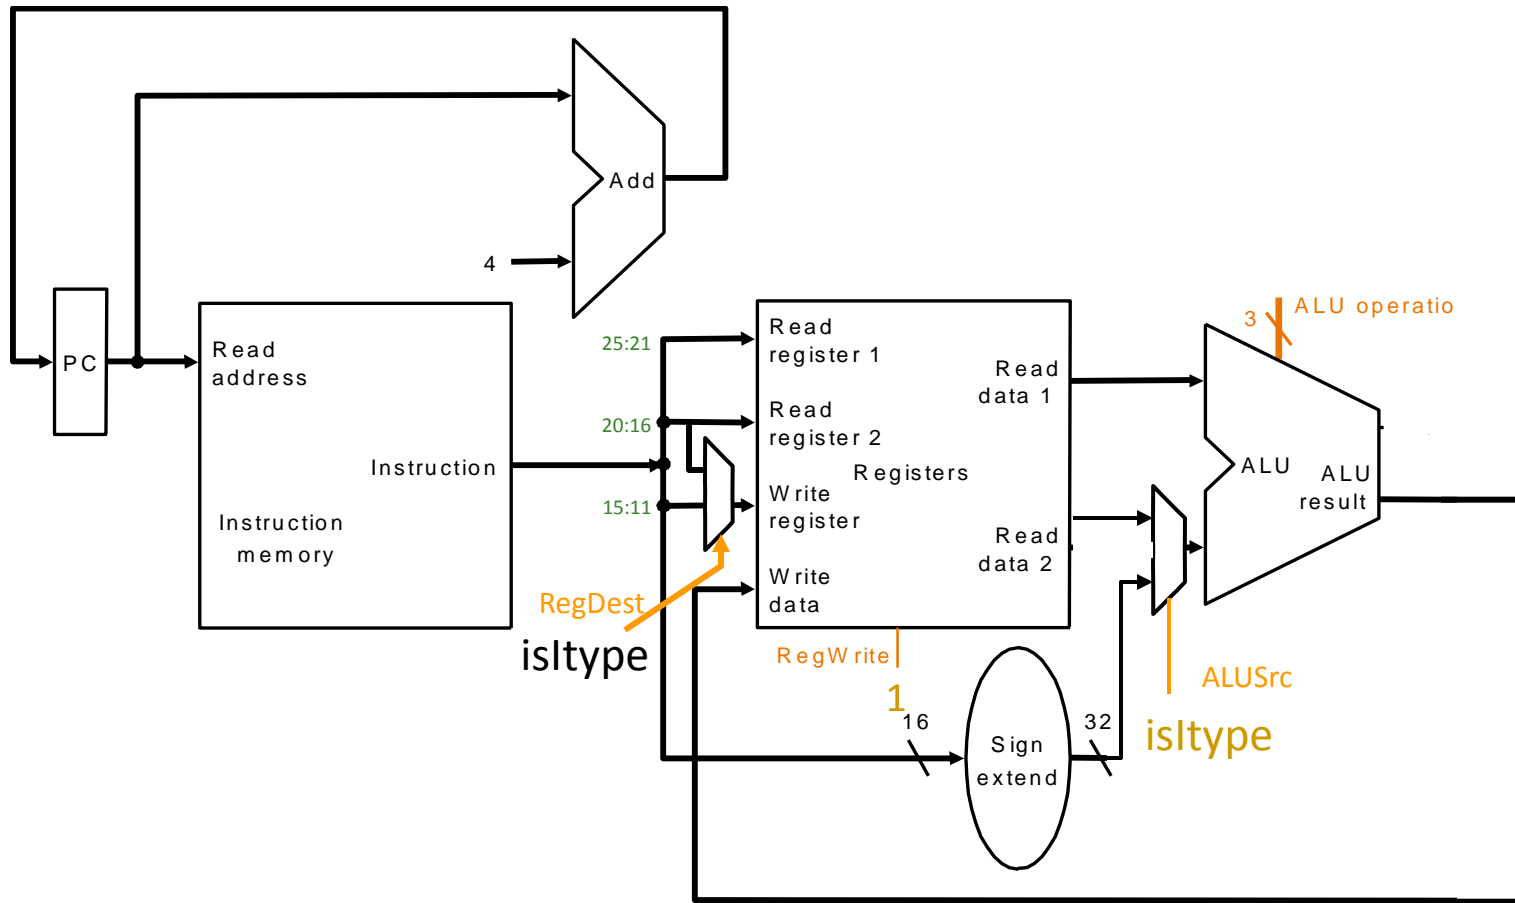 Add
4
PC
Read
address
Instruction
Instruction
memory
25:21
20:16
15:11
Read
register 1
Read
register 2
Registers
Write
register
Write
data
Read
data 1
Read
data 2
RegDest
isItype
RegWrite
1
16
Sign
extend
32
ALUSrc
isItype
3
ALU operatio
ALU
ALU
result